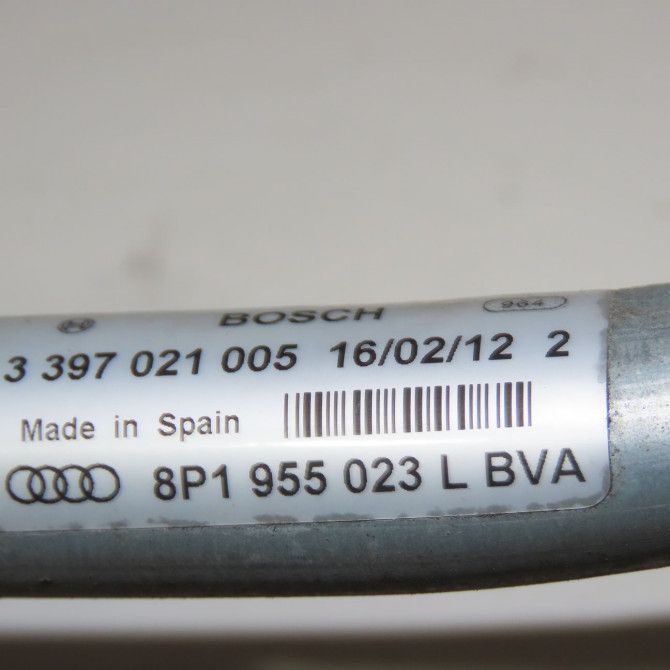 BOSCH 964
3 397 021 005 16/02/12 2
Made in Spain
8P1 955 023 L BVA